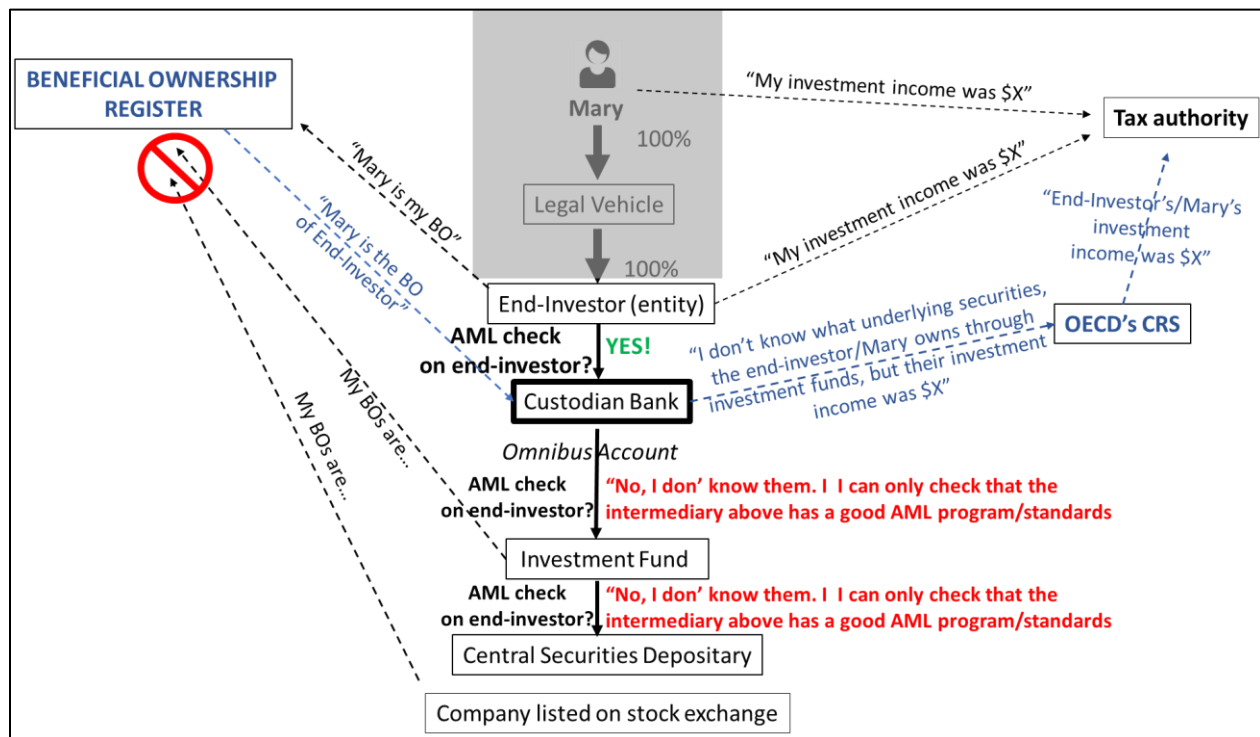 BENEFICIAL OWNERSHIP
REGISTER
Mary
“My investment income was $X”
Tax authority
100%
“Mary is my BO”
Legal Vehicle
“My investment income was $X”
“Mary is the BO
of End-Investor”
“End-Investor’s/Mary’s
investment
income was $X”
100%
End-Investor (entity)
AML check
on end-investor?
YES!
“I don’t know what underlying securities,
the end-investor/Mary owns through
investment funds, but their investment
income was $X”
OECD’s CRS
Custodian Bank
My BOs are...
My BOs are...
Omnibus Account
AML check
on end-investor?
“No, I don’ know them. I  I can only check that the
intermediary above has a good AML program/standards
Investment Fund
AML check
on end-investor?
“No, I don’ know them. I  I can only check that the
intermediary above has a good AML program/standards
Central Securities Depositary
Company listed on stock exchange